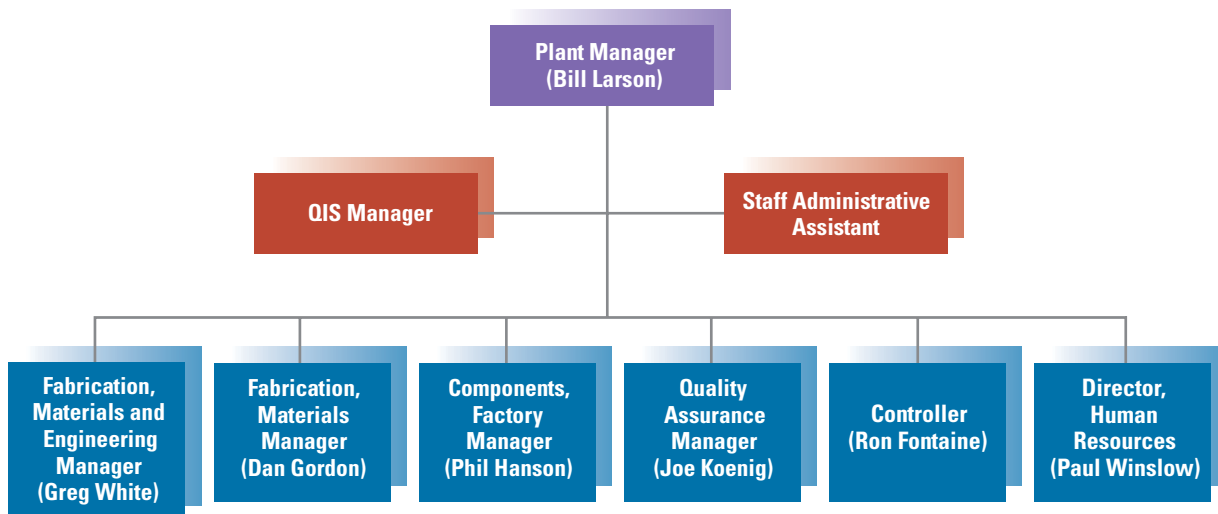 Plant Manager
(Bill Larson)
QIS Manager
Staff Administrative
Assistant
Fabrication,
Materials and
Engineering
Manager
(Greg White)
Fabrication,
Materials
Manager
(Dan Gordon)
Components,
Factory
Manager
(Phil Hanson)
Quality
Assurance
Manager
(Joe Koenig)
Controller
(Ron Fontaine)
Director,
Human
Resources
(Paul Winslow)